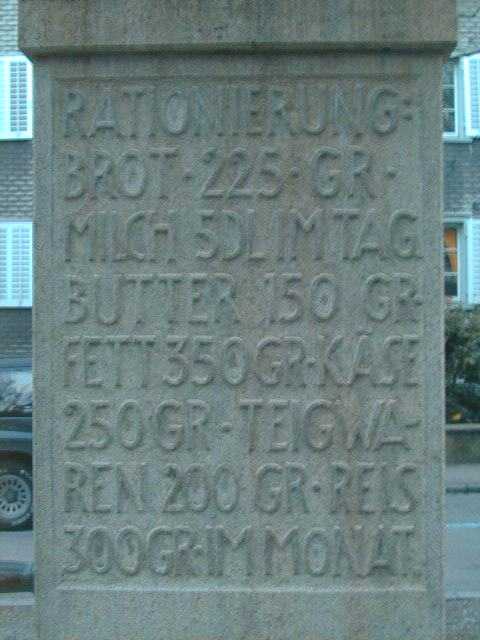 RATIONIERUNG:
BROT·225·GR·
MILCH 5DL IM TAG
BUTTER 150 GR·
FETT 350 GR·KÄSE
250 GR·TEIGWA-
REN 200 GR·REIS
300 GR·IM MONAT